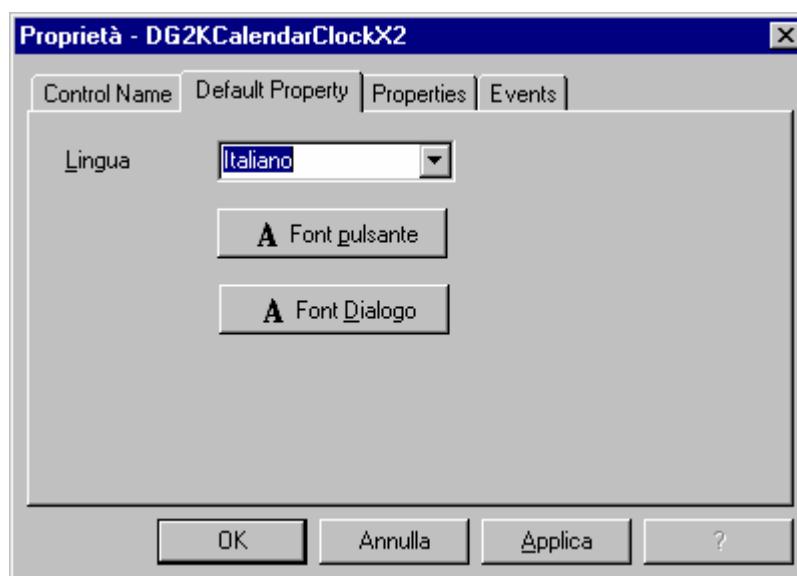 Proprietà - DG2KCalendarClockX2
Control Name Default Property Properties Events
Lingua Italiano
A Font pulsante
A Font Dialogo
OK Annulla Applica ?